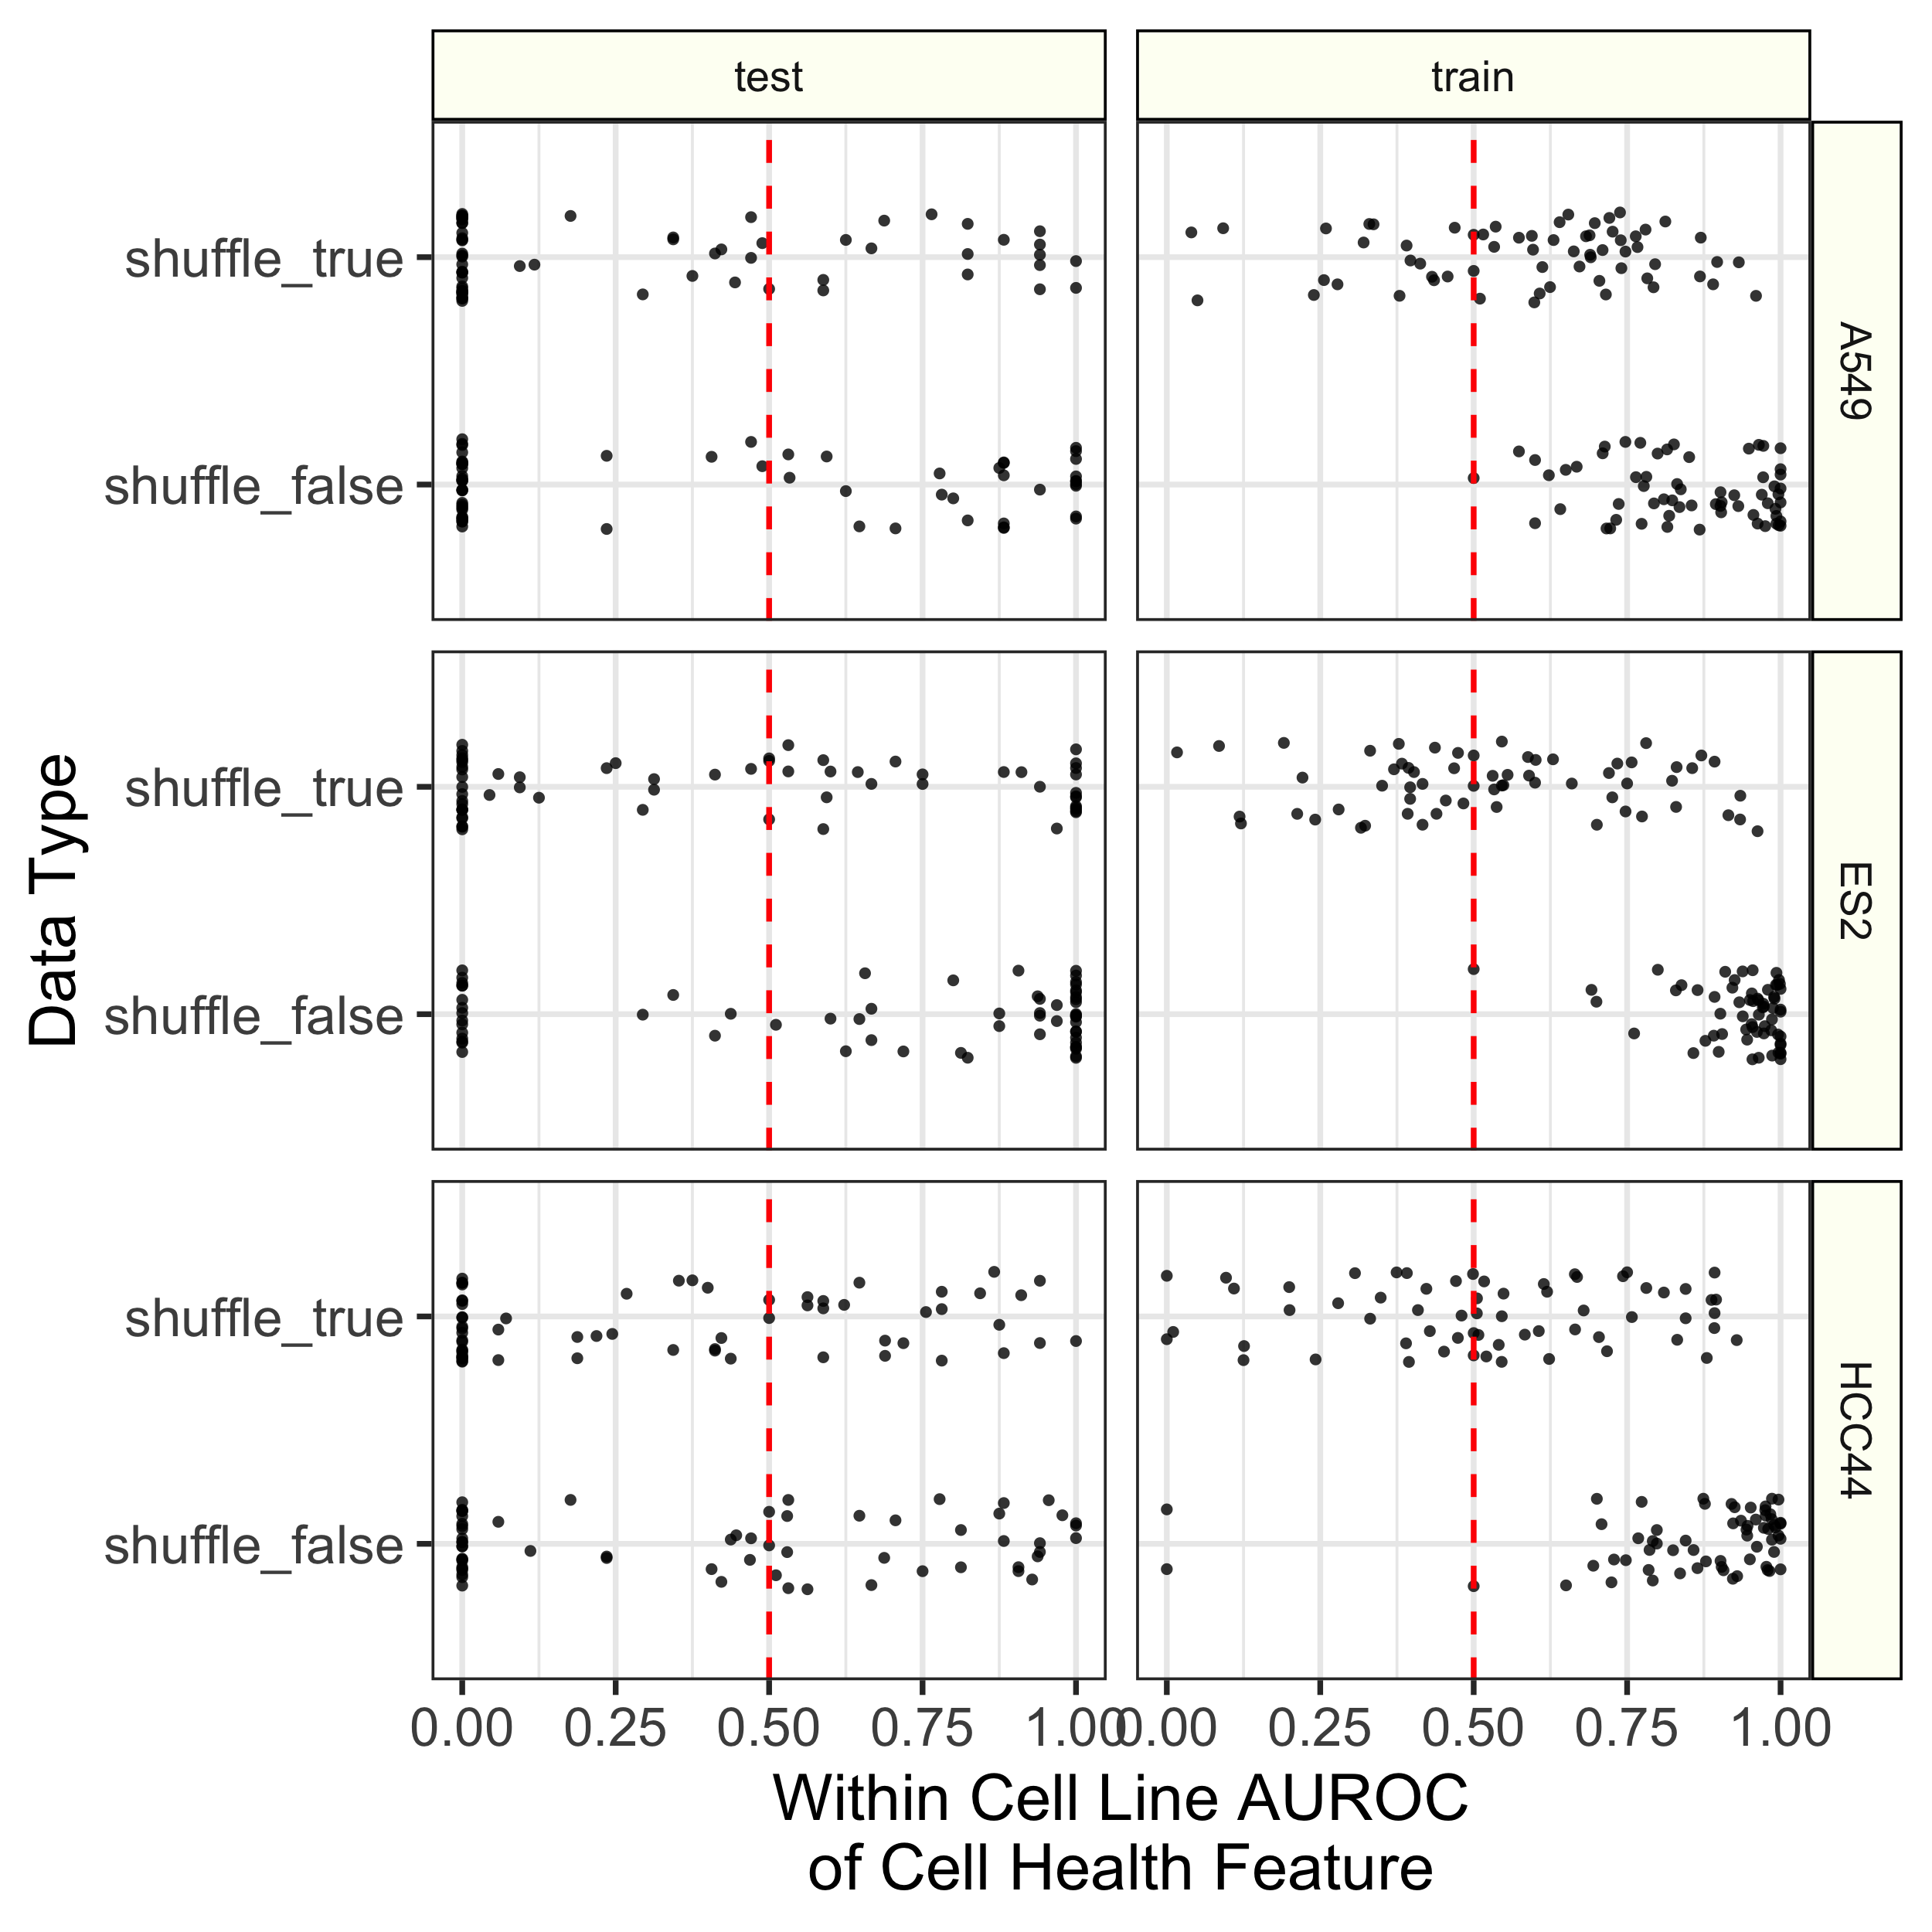 test
train
shuffle_true
shuffle_false
A549
shuffle_true
shuffle_false
ES2
shuffle_true
shuffle_false
HCC44
Data Type
0.00 0.25 0.50 0.75 1.00 0.00 0.25 0.50 0.75 1.00
Within Cell Line AUROC
of Cell Health Feature